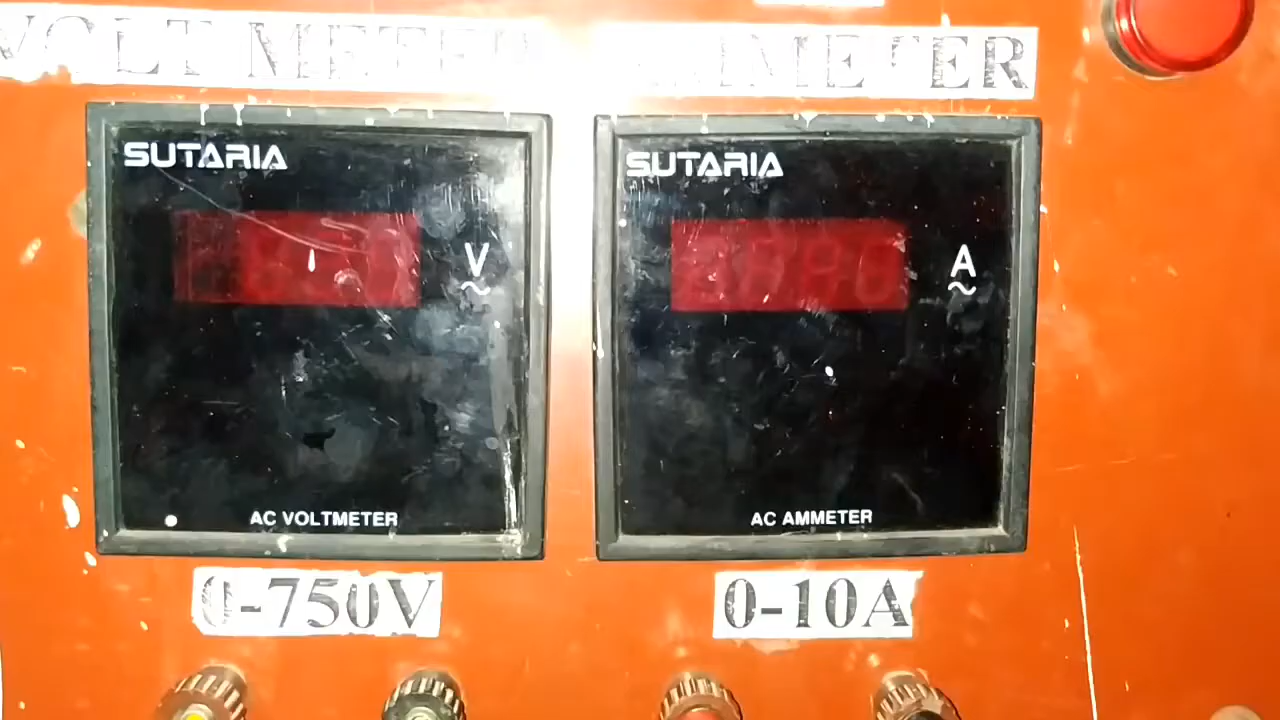 VOLT METER
AMMETER
SUTARIA
V
SUTARIA
A
AC VOLTMETER
AC AMMETER
0-750V
0-10A